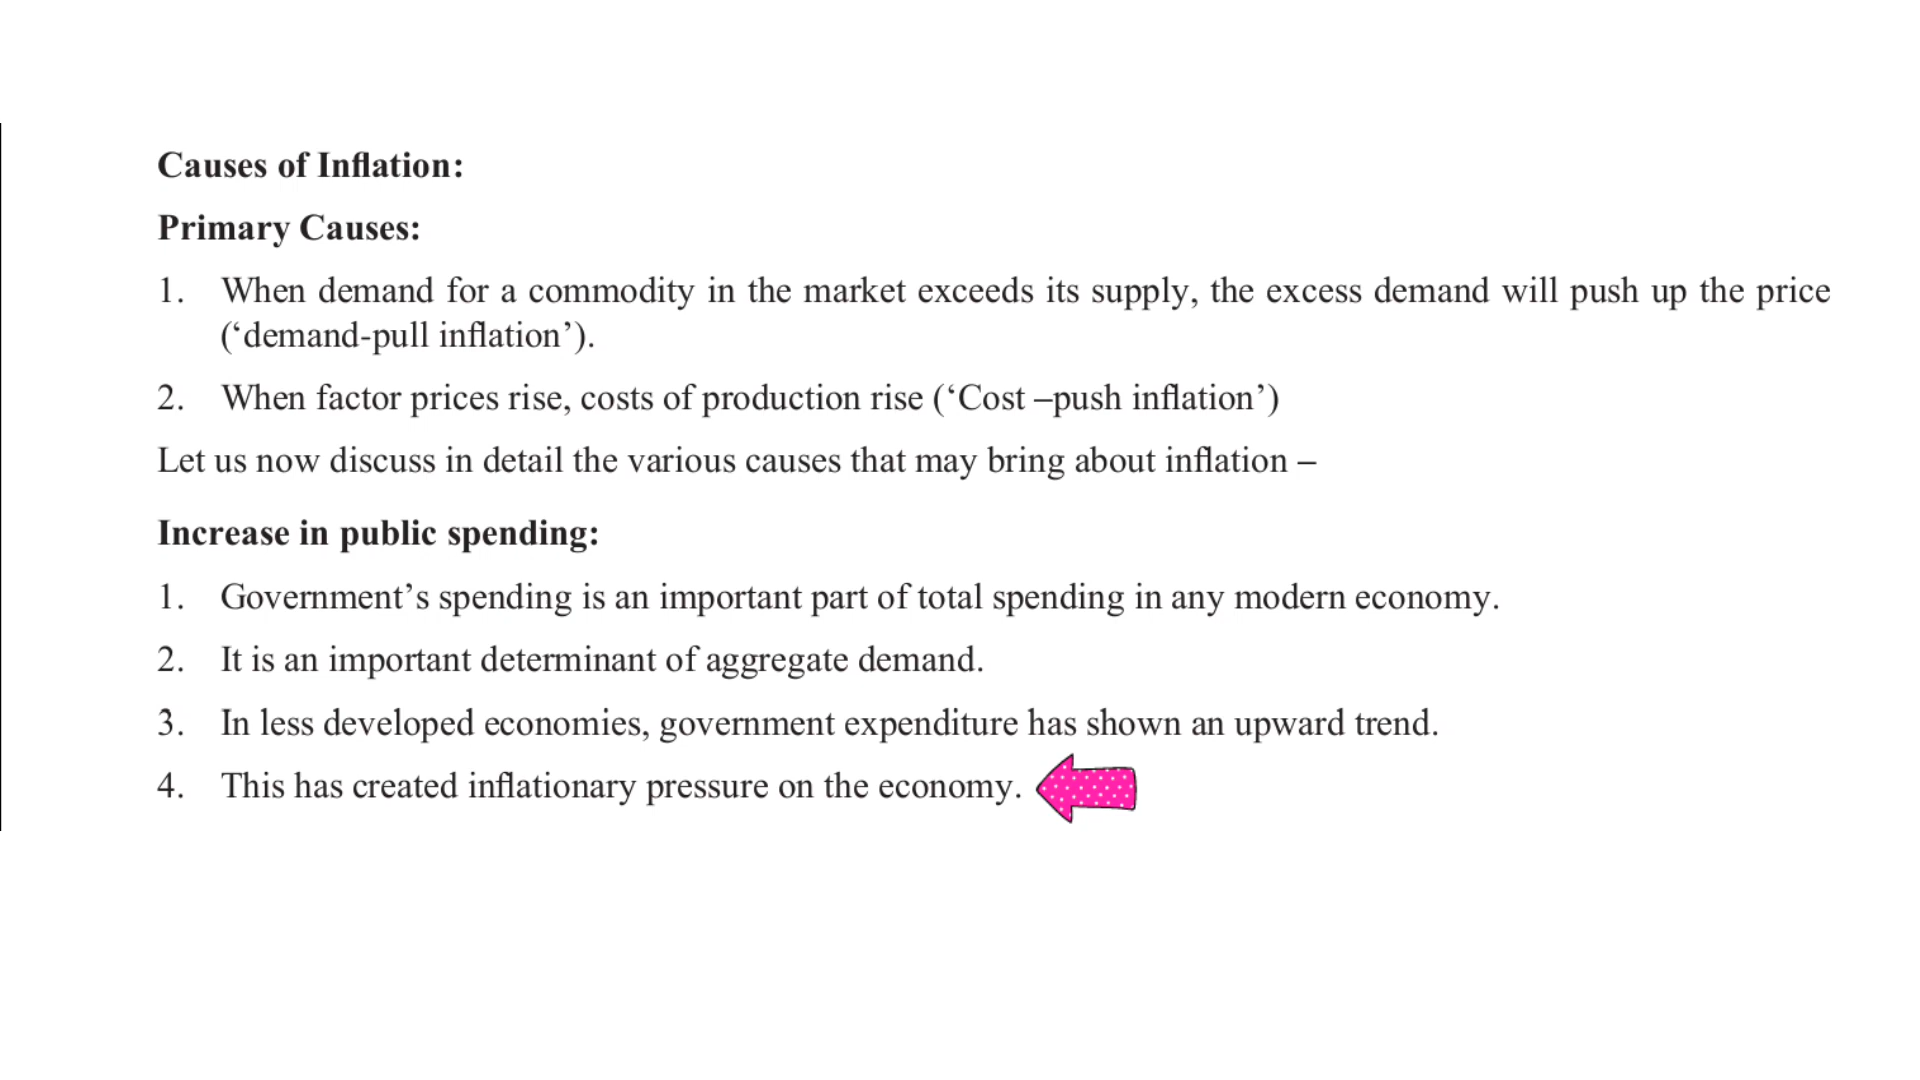 Causes of Inflation:
Primary Causes:
1. When demand for a commodity in the market exceeds its supply, the excess demand will push up the price
(‘demand-pull inflation’).
2. When factor prices rise, costs of production rise (‘Cost –push inflation’)
Let us now discuss in detail the various causes that may bring about inflation –
Increase in public spending:
1. Government’s spending is an important part of total spending in any modern economy.
2. It is an important determinant of aggregate demand.
3. In less developed economies, government expenditure has shown an upward trend.
4. This has created inflationary pressure on the economy.